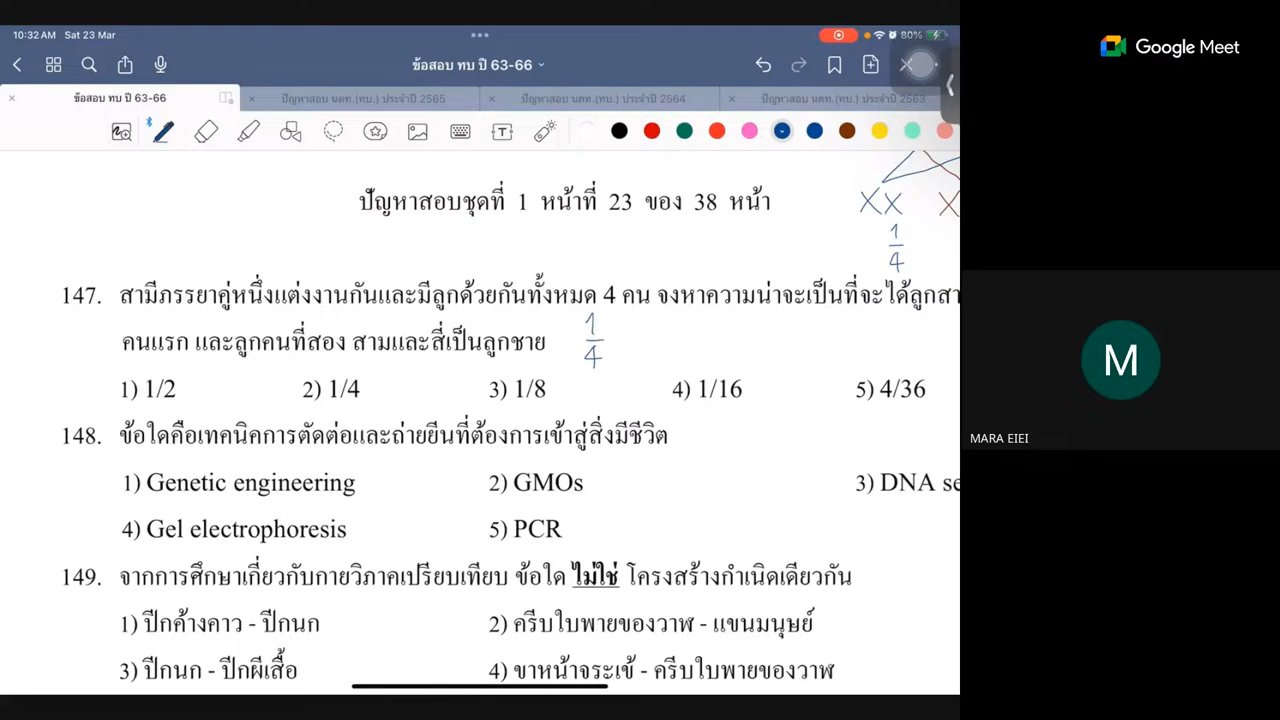 10:32 AM Sat 23 Mar
80%
ข้อสอบ ทบ ปี 63-66
ข้อสอบ ทบ ปี 63-66
ปัญหาสอบ นตท.(ทบ.) ประจำปี 2565
ปัญหาสอบ นตท.(ทบ.) ประจำปี 2564
ปัญหาสอบ นตท.(ทบ.) ประจำปี 2563
Google Meet
ปัญหาสอบชุดที่ 1 หน้าที่ 23 ของ 38 หน้า
XX X
1/4
147. สามีภรรยาคู่หนึ่งแต่งงานกันและมีลูกด้วยกันทั้งหมด 4 คน จงหาความน่าจะเป็นที่จะได้ลูกสา
คนแรก และลูกคนที่สอง สามและสี่เป็นลูกชาย 1/4
1) 1/2 2) 1/4 3) 1/8 4) 1/16 5) 4/36
148. ข้อใดคือเทคนิคการตัดต่อและถ่ายยีนที่ต้องการเข้าสู่สิ่งมีชีวิต
1) Genetic engineering 2) GMOs 3) DNA se
4) Gel electrophoresis 5) PCR
149. จากการศึกษาเกี่ยวกับกายวิภาคเปรียบเทียบ ข้อใด ไม่ใช่ โครงสร้างกำเนิดเดียวกัน
1) ปีกค้างคาว - ปีกนก 2) ครีบใบพายของวาฬ - แขนมนุษย์
3) ปีกนก - ปีกผีเสื้อ 4) ขาหน้าจระเข้ - ครีบใบพายของวาฬ
M
MARA EIEI